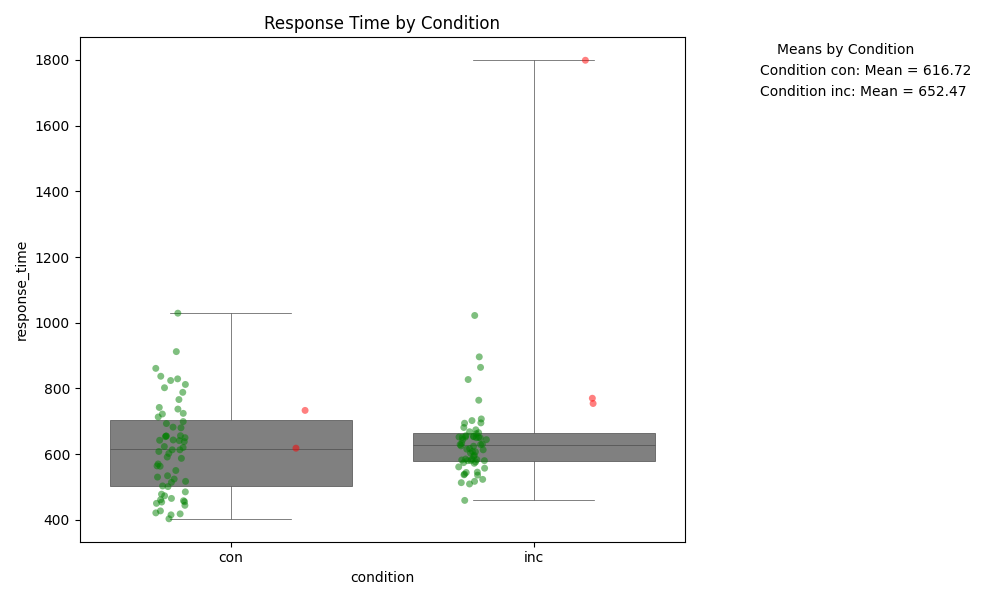 Response Time by Condition
Means by Condition
Condition con: Mean = 616.72
Condition inc: Mean = 652.47
response_time
1800
1600
1400
1200
1000
800
600
400
con
inc
condition